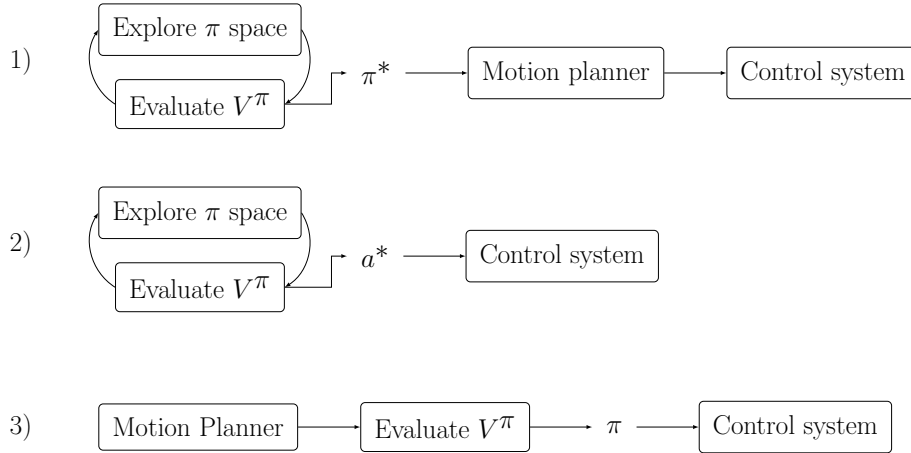 1)
Explore π space
Evaluate V^π
π*
Motion planner
Control system
2)
Explore π space
Evaluate V^π
a*
Control system
3)
Motion Planner
Evaluate V^π
π
Control system